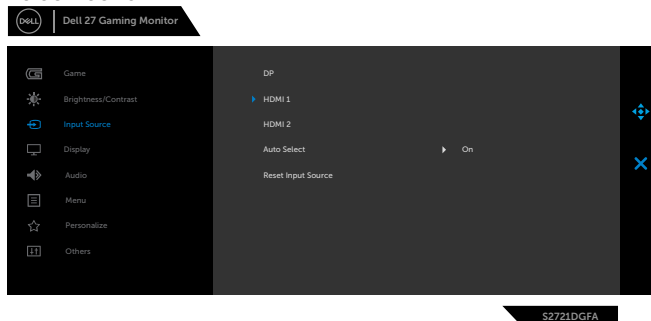 DELL
Dell 27 Gaming Monitor
Game
DP
Brightness/Contrast
HDMI 1
Input Source
HDMI 2
Display
Auto Select
On
Audio
Reset Input Source
Menu
Personalize
Others
S2721DGFA